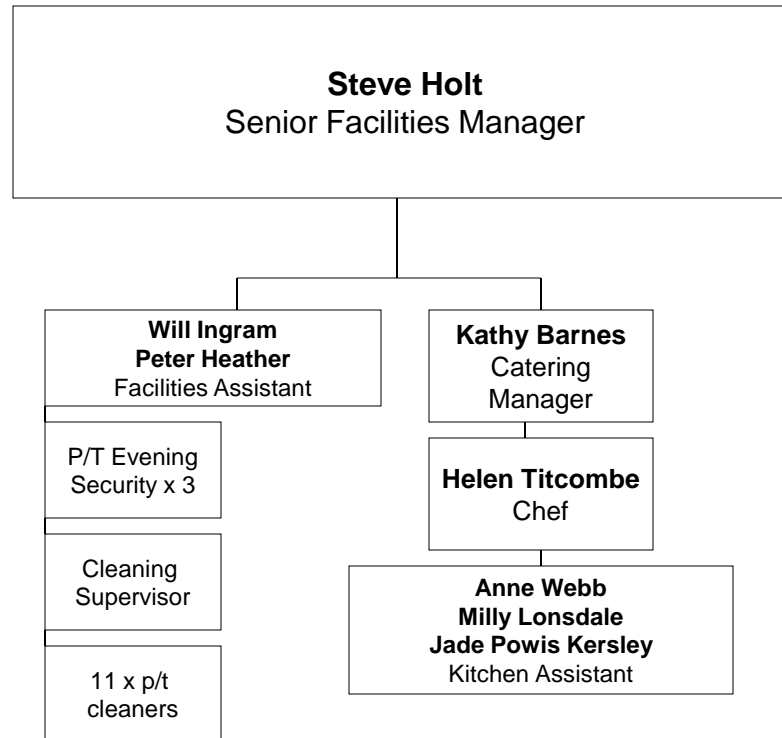 Steve Holt
Senior Facilities Manager
Will Ingram
Peter Heather
Facilities Assistant
P/T Evening
Security x 3
Cleaning
Supervisor
11 x p/t
cleaners
Kathy Barnes
Catering
Manager
Helen Titcombe
Chef
Anne Webb
Milly Lonsdale
Jade Powis Kersley
Kitchen Assistant